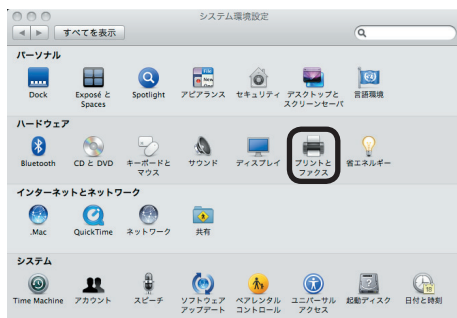 システム環境設定
すべてを表示
パーソナル
Dock
Exposé と
Spaces
Spotlight
アピアランス
セキュリティ
デスクトップと
スクリーンセーバ
言語環境
ハードウェア
Bluetooth
CD と DVD
キーボードと
マウス
サウンド
ディスプレイ
プリントと
ファクス
省エネルギー
インターネットとネットワーク
.Mac
QuickTime
ネットワーク
共有
システム
Time Machine
アカウント
スピーチ
ソフトウェア
アップデート
ペアレンタル
コントロール
ユニバーサル
アクセス
起動ディスク
日付と時刻